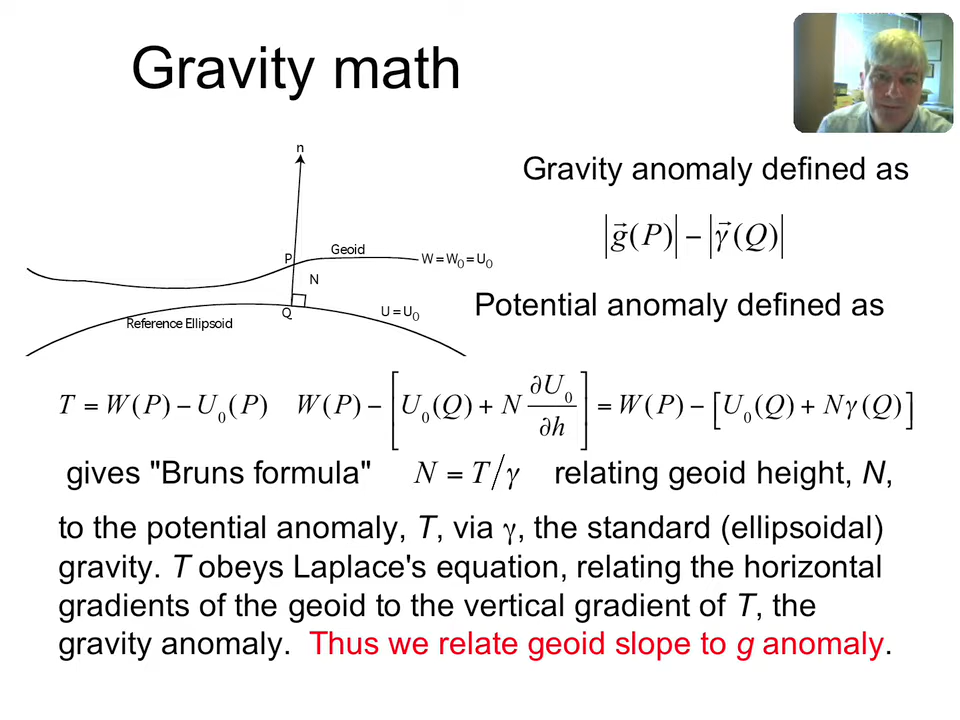 Gravity math
n
Gravity anomaly defined as
P
Geoid
W = W₀ = U₀
|g⃗(P)| − |γ⃗(Q)|
N
Q
U = U₀
Reference Ellipsoid
Potential anomaly defined as
T = W(P) − U₀(P) W(P) − [U₀(Q) + N ∂U₀/∂h] = W(P) − [U₀(Q) + Nγ(Q)]
gives "Bruns formula" N = T/γ relating geoid height, N,
to the potential anomaly, T, via γ, the standard (ellipsoidal)
gravity. T obeys Laplace's equation, relating the horizontal
gradients of the geoid to the vertical gradient of T, the
gravity anomaly. Thus we relate geoid slope to g anomaly.